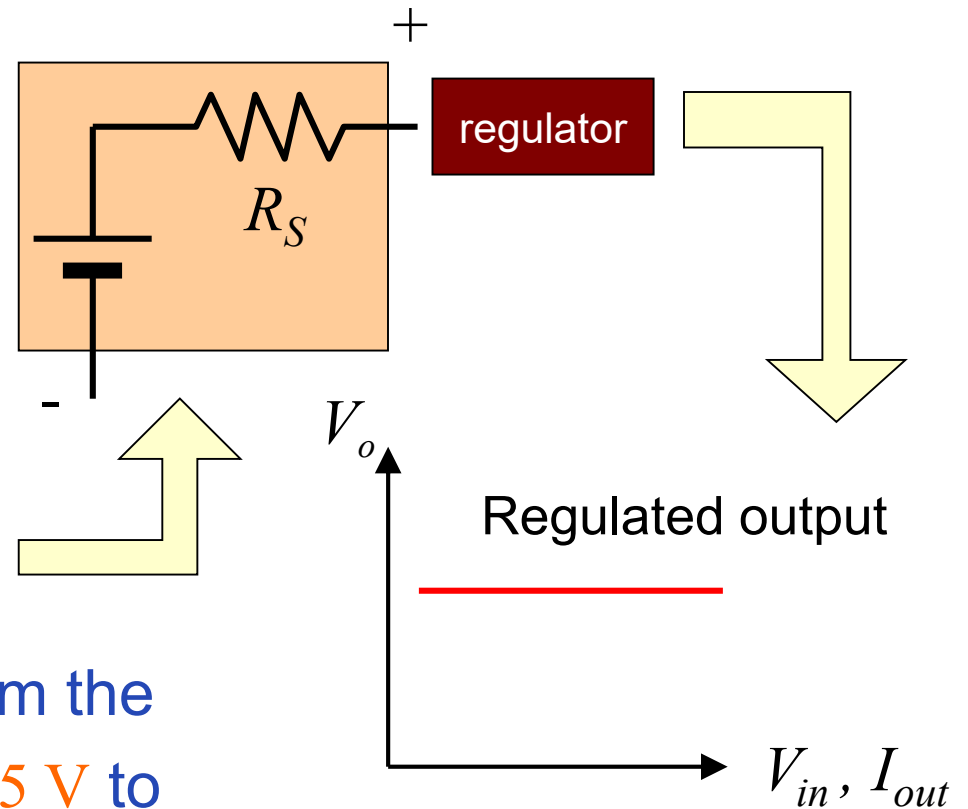 +
regulator
R_S
-
V_o
Regulated output
m the
5 V to
V_in, I_out